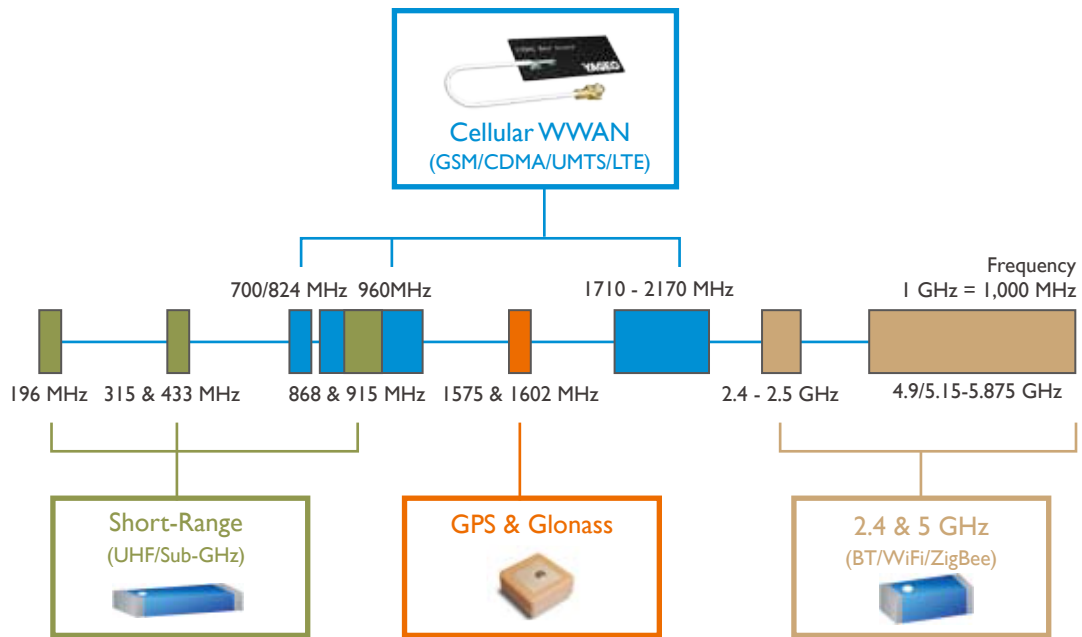 YAGEO
Cellular WWAN
(GSM/CDMA/UMTS/LTE)
Frequency
700/824 MHz 960MHz
1710 - 2170 MHz
1 GHz = 1,000 MHz
196 MHz
315 & 433 MHz
868 & 915 MHz
1575 & 1602 MHz
2.4 - 2.5 GHz
4.9/5.15-5.875 GHz
Short-Range
(UHF/Sub-GHz)
GPS & Glonass
2.4 & 5 GHz
(BT/WiFi/ZigBee)